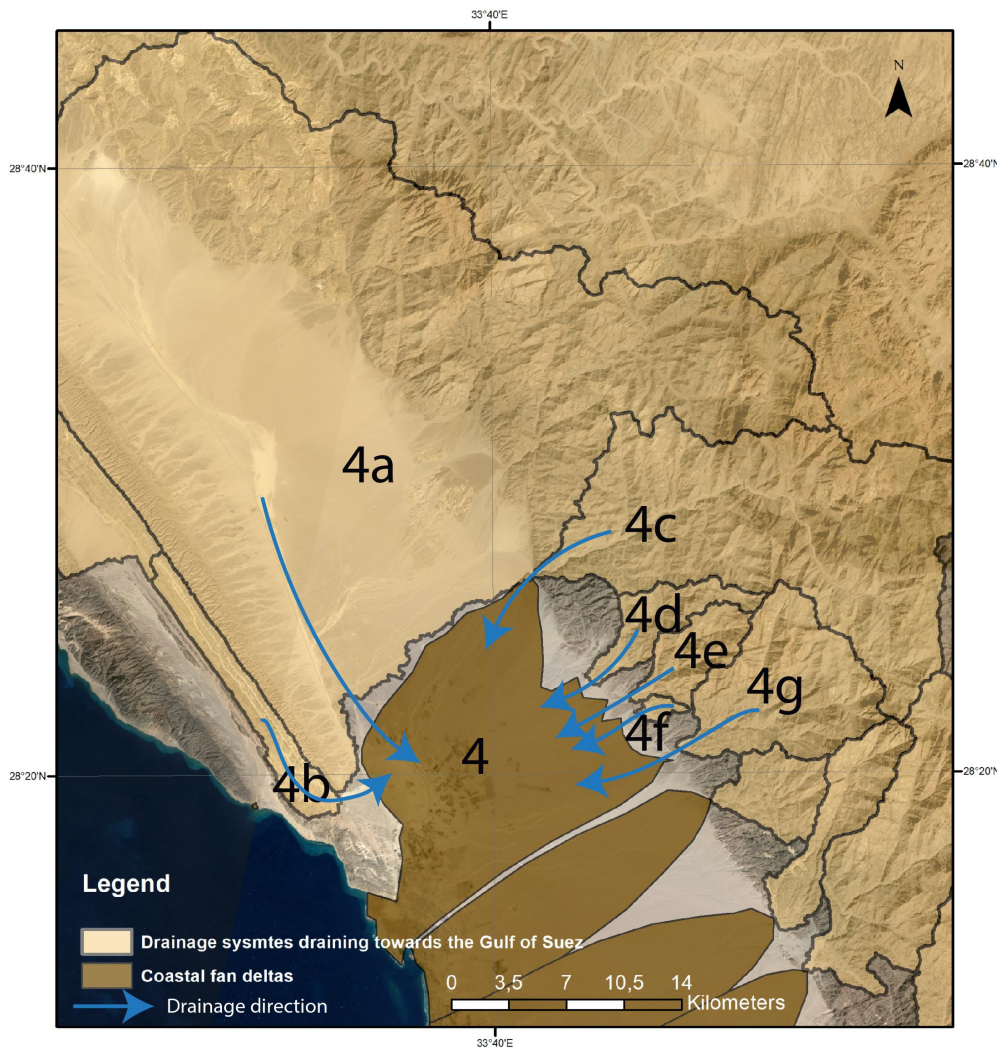 33°40'E
N
28°40'N
28°40'N
4a
4c
4d
4e
4g
4f
4
4b
28°20'N
28°20'N
Legend
Drainage sysmtes draining towards the Gulf of Suez
Coastal fan deltas
Drainage direction
0 3,5 7 10,5 14
Kilometers
33°40'E